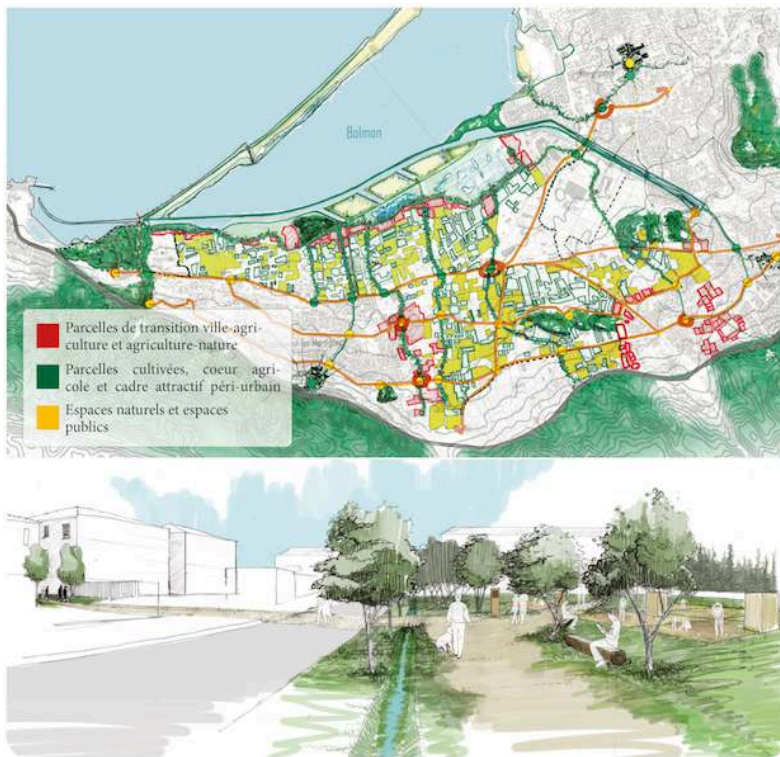 Bolmon
Parcelles de transition ville-agri-
culture et agriculture-nature
Parcelles cultivées, coeur agri-
cole et cadre attractif péri-urbain
Espaces naturels et espaces
publics